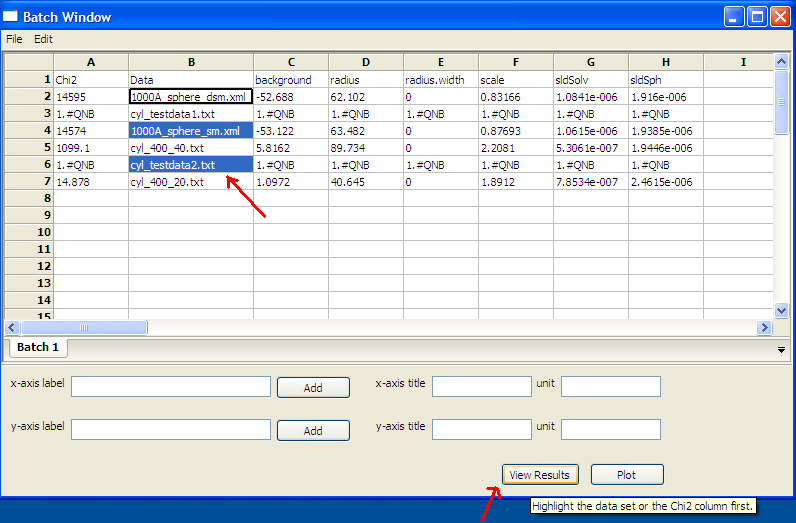 Batch Window
File Edit
A B C D E F G H I
1 Chi2 Data background radius radius.width scale sldSolv sldSph
2 14595 1000A_sphere_dsm.xml -52.688 62.102 0 0.83166 1.0841e-006 1.916e-006
3 1.#QNB cyl_testdata1.txt 1.#QNB 1.#QNB 1.#QNB 1.#QNB 1.#QNB 1.#QNB
4 14574 1000A_sphere_sm.xml -53.122 63.482 0 0.87693 1.0615e-006 1.9385e-006
5 1099.1 cyl_400_40.txt 5.8162 89.734 0 2.2081 5.3061e-007 1.9446e-006
6 1.#QNB cyl_testdata2.txt 1.#QNB 1.#QNB 1.#QNB 1.#QNB 1.#QNB 1.#QNB
7 14.878 cyl_400_20.txt 1.0972 40.645 0 1.8912 7.8534e-007 2.4615e-006
8
9
10
11
12
13
14
15
Batch 1
x-axis label Add x-axis title unit
y-axis label Add y-axis title unit
View Results Plot
Highlight the data set or the Chi2 column first.